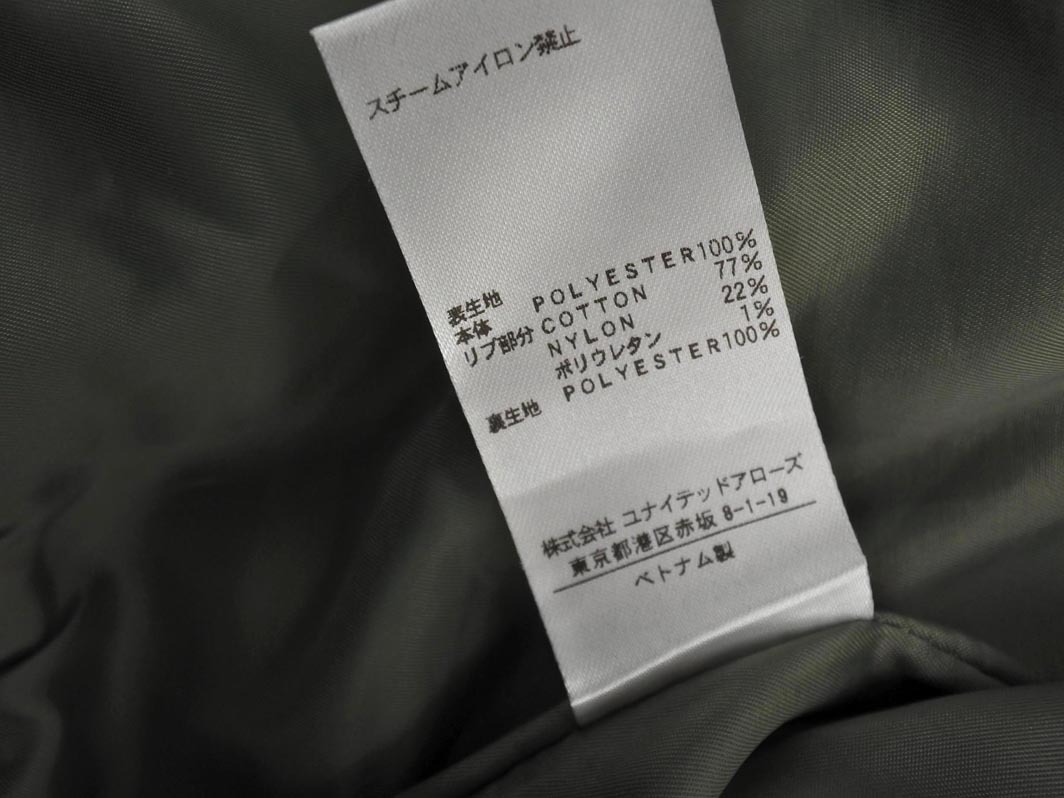 スチームアイロン禁止
表生地
本体 POLYESTER100%
リブ部分 COTTON 77%
NYLON 22%
ポリウレタン 1%
裏生地 POLYESTER100%
株式会社 ユナイテッドアローズ
東京都港区赤坂 8-1-19
ベトナム製